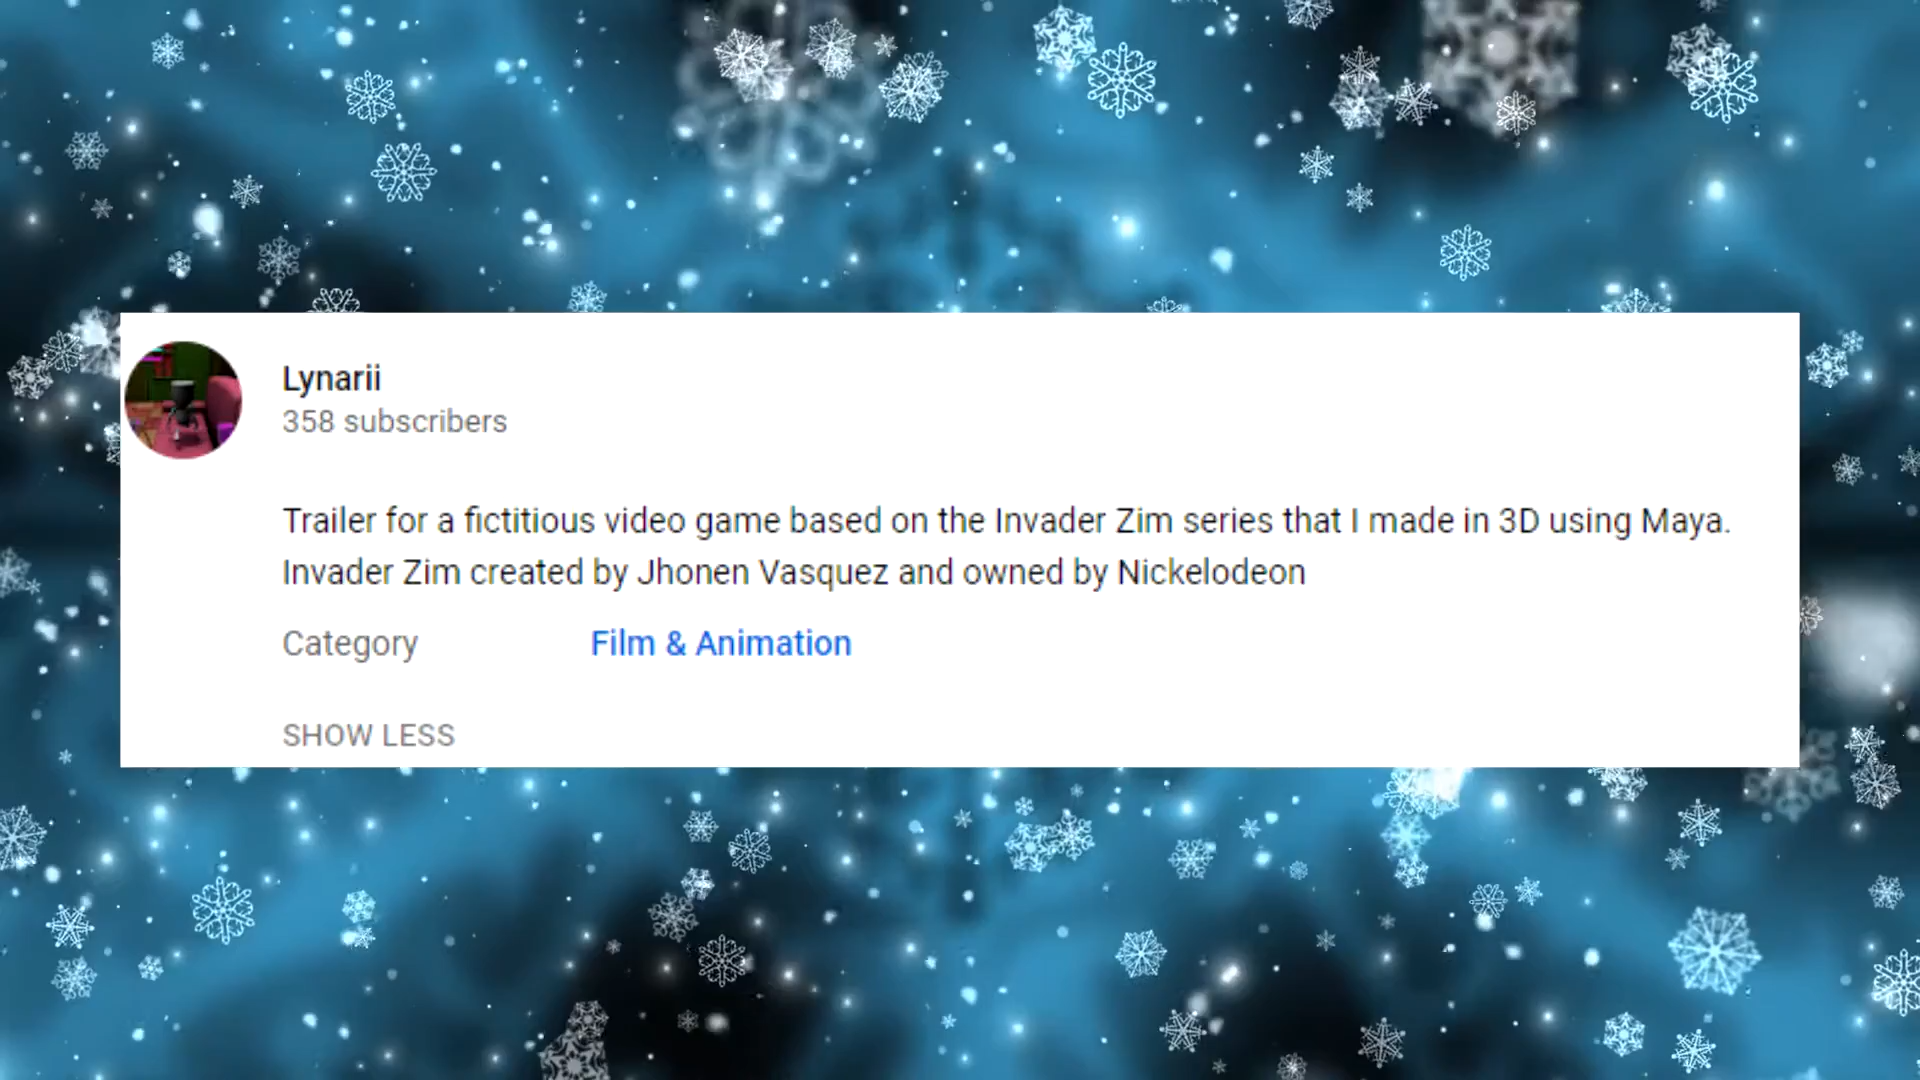 Lynarii
358 subscribers
Trailer for a fictitious video game based on the Invader Zim series that I made in 3D using Maya.
Invader Zim created by Jhonen Vasquez and owned by Nickelodeon
Category Film & Animation
SHOW LESS